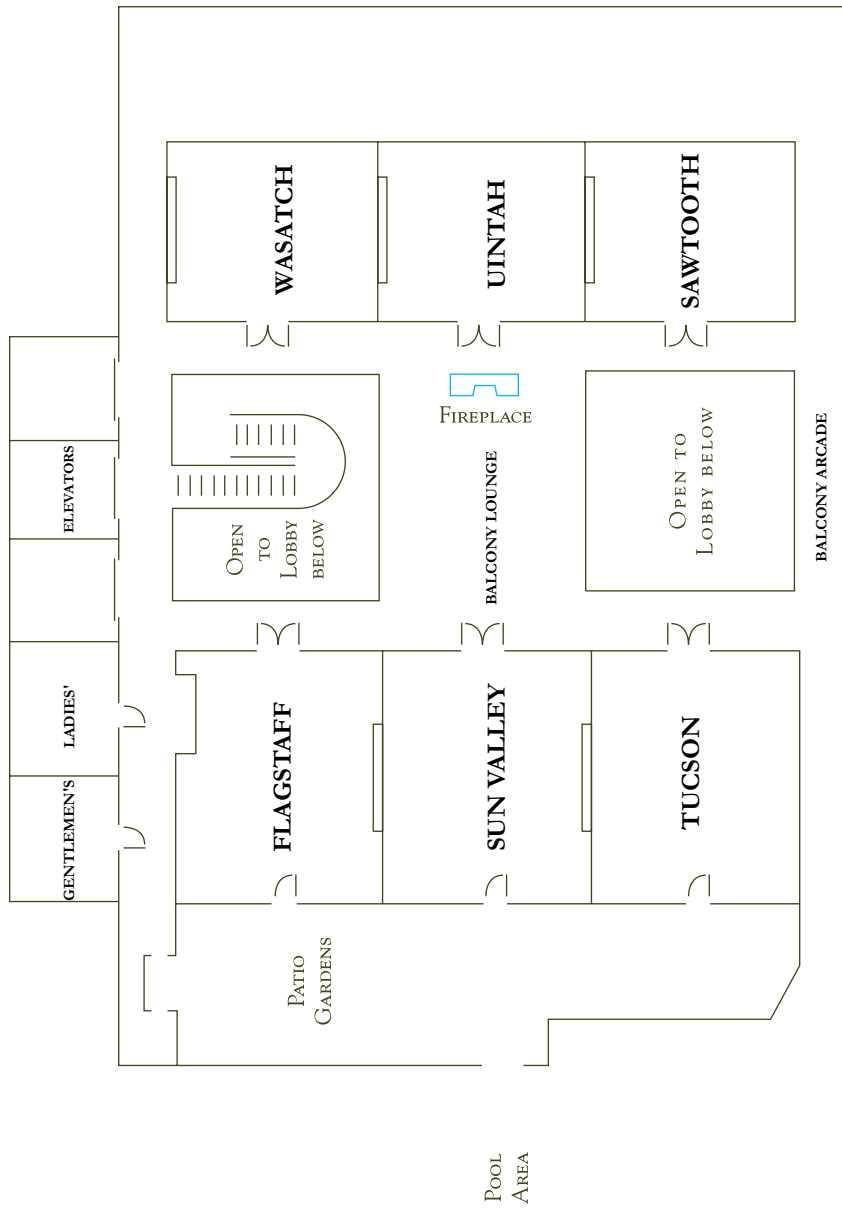 GENTLEMEN'S
LADIES'
ELEVATORS
PATIO
GARDENS
FLAGSTAFF
OPEN
TO
LOBBY
BELOW
WASATCH
POOL
AREA
SUN VALLEY
BALCONY LOUNGE
FIREPLACE
UINTAH
TUCSON
OPEN TO
LOBBY BELOW
SAWTOOTH
BALCONY ARCADE